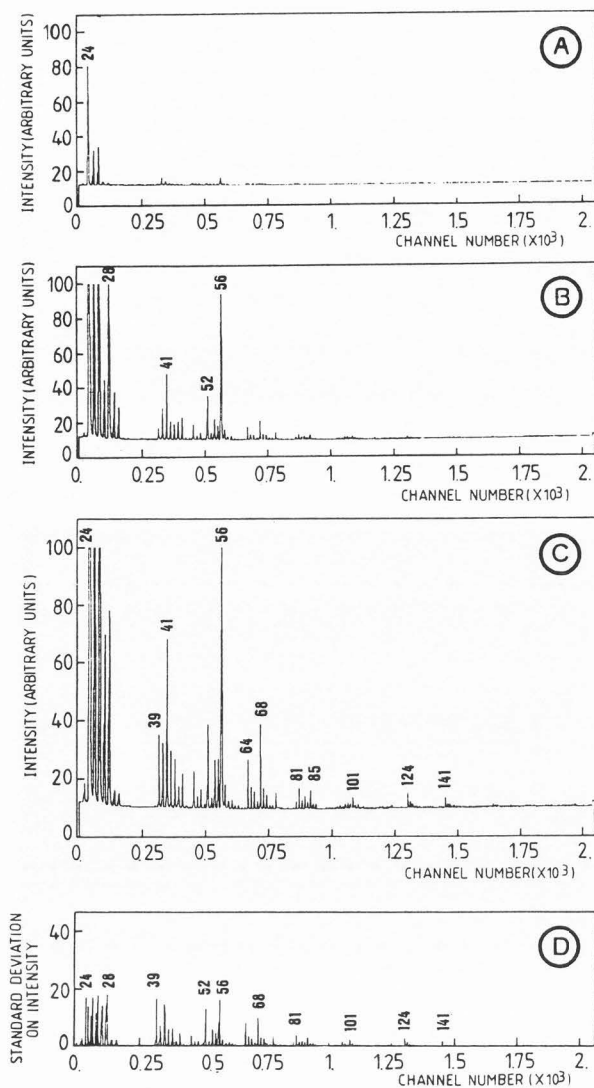 A
INTENSITY(ARBITRARY UNITS)
100
80
60
40
20
0
24
0. 0.25 0.5 0.75 1. 1.25 1.5 1.75 2.
CHANNEL NUMBER(×10³)
B
INTENSITY(ARBITRARY UNITS)
100
80
60
40
20
0
28 41 52 56
0. 0.25 0.5 0.75 1. 1.25 1.5 1.75 2.
CHANNEL NUMBER(×10³)
C
INTENSITY(ARBITRARY UNITS)
100
80
60
40
20
0
24 39 41 56 64 68 81 85 101 124 141
0. 0.25 0.5 0.75 1. 1.25 1.5 1.75 2.
CHANNEL NUMBER(×10³)
D
STANDARD DEVIATION
ON INTENSITY
40
20
0
24 28 39 52 56 68 81 101 124 141
0. 0.25 0.5 0.75 1. 1.25 1.5 1.75 2.
CHANNEL NUMBER(×10³)